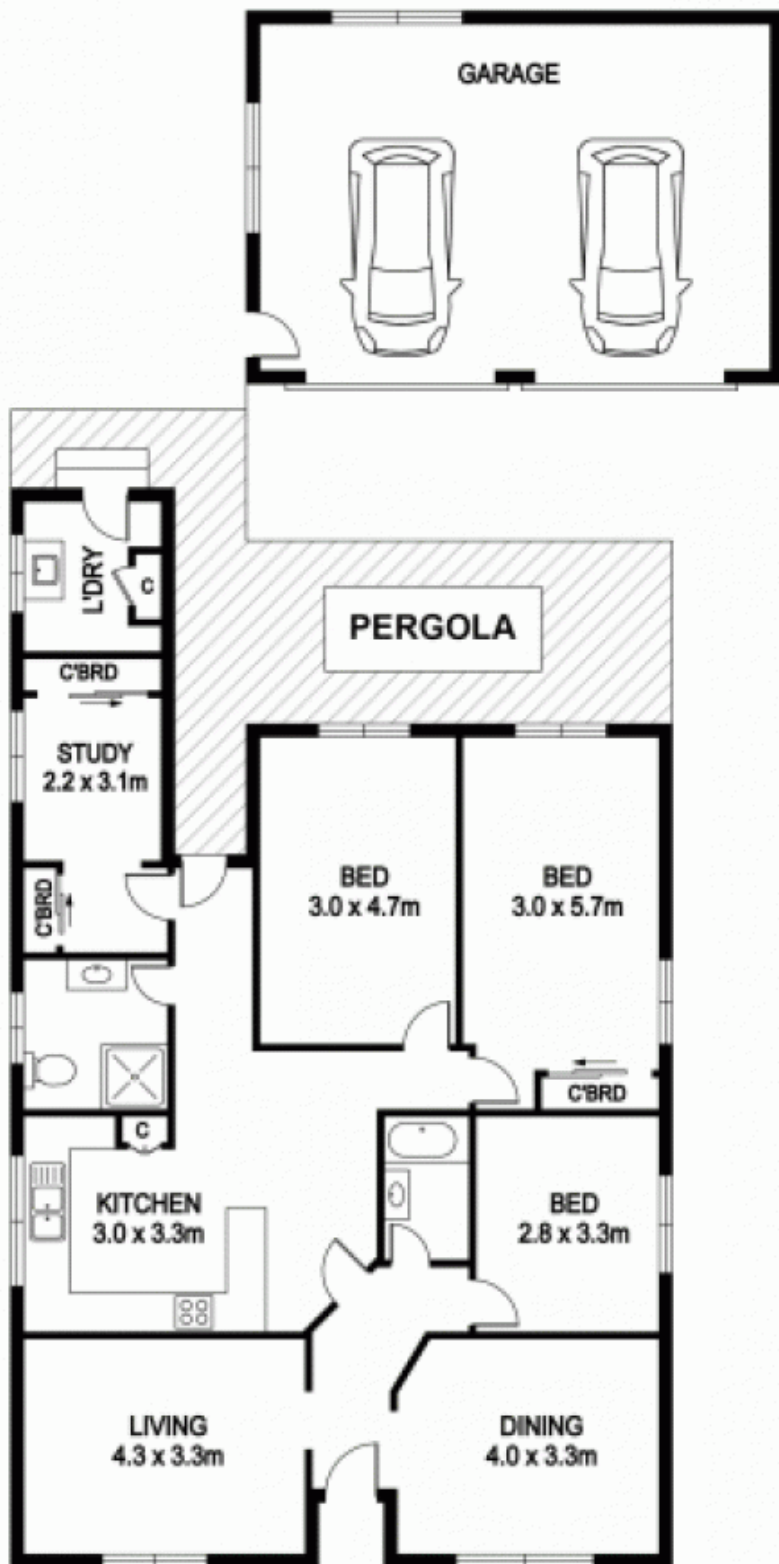 GARAGE
L'DRY
C
PERGOLA
C'BRD
STUDY
2.2 x 3.1m
C'BRD
BED
3.0 x 4.7m
BED
3.0 x 5.7m
C'BRD
C
KITCHEN
3.0 x 3.3m
BED
2.8 x 3.3m
LIVING
4.3 x 3.3m
DINING
4.0 x 3.3m